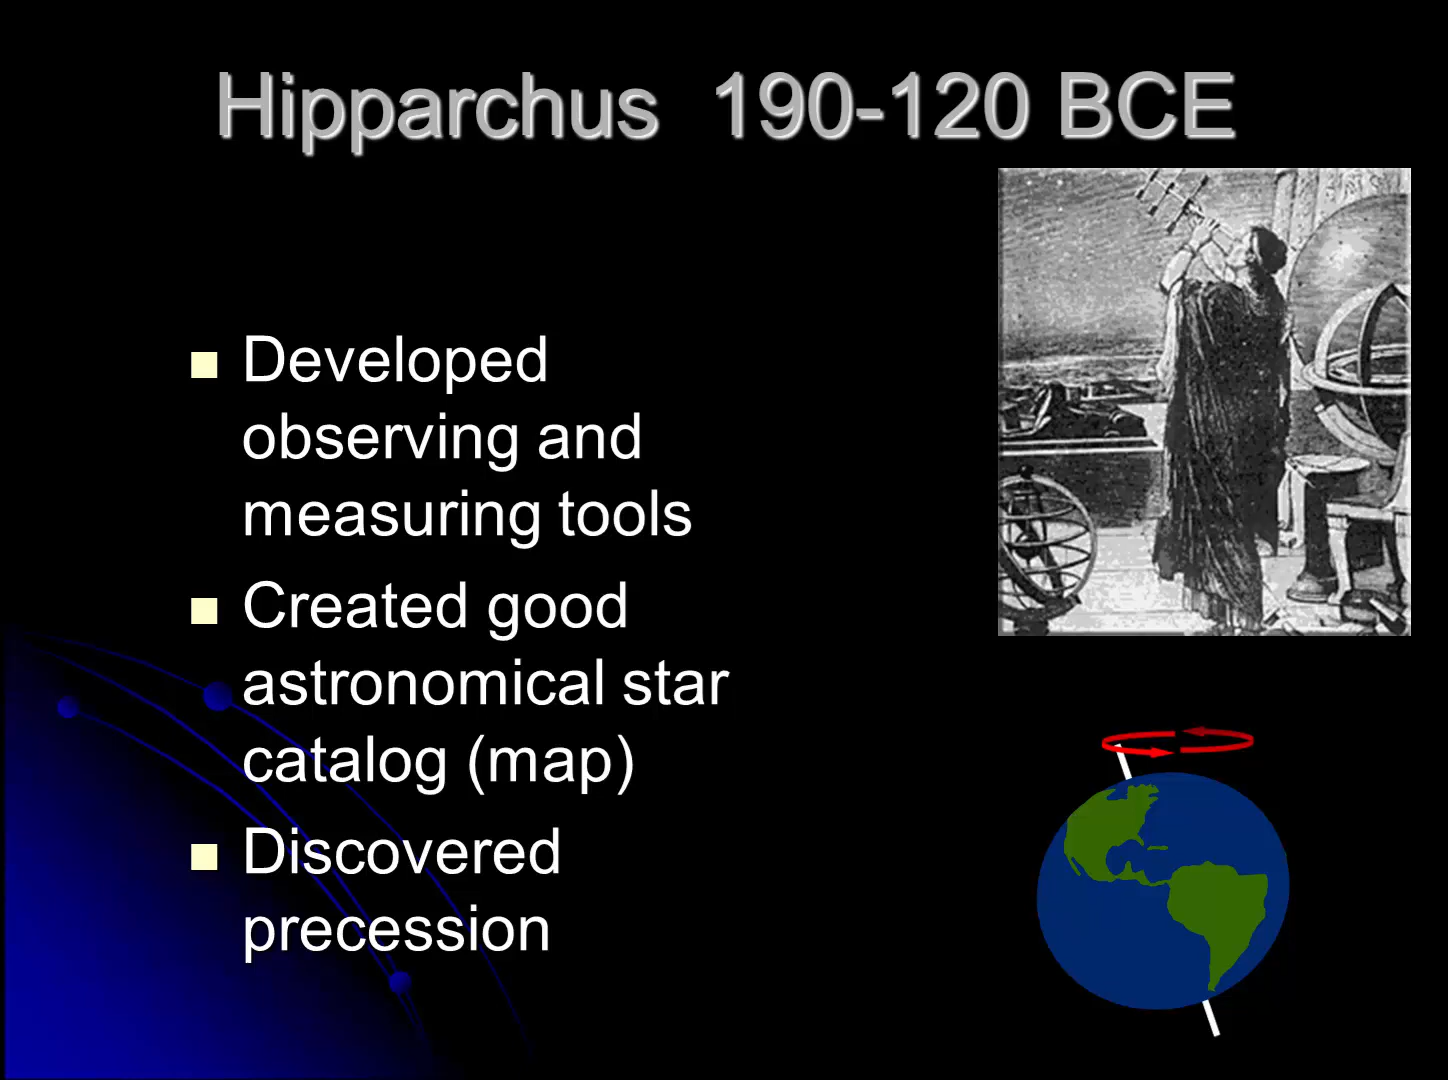 Hipparchus 190-120 BCE
Developed
observing and
measuring tools
Created good
astronomical star
catalog (map)
Discovered
precession